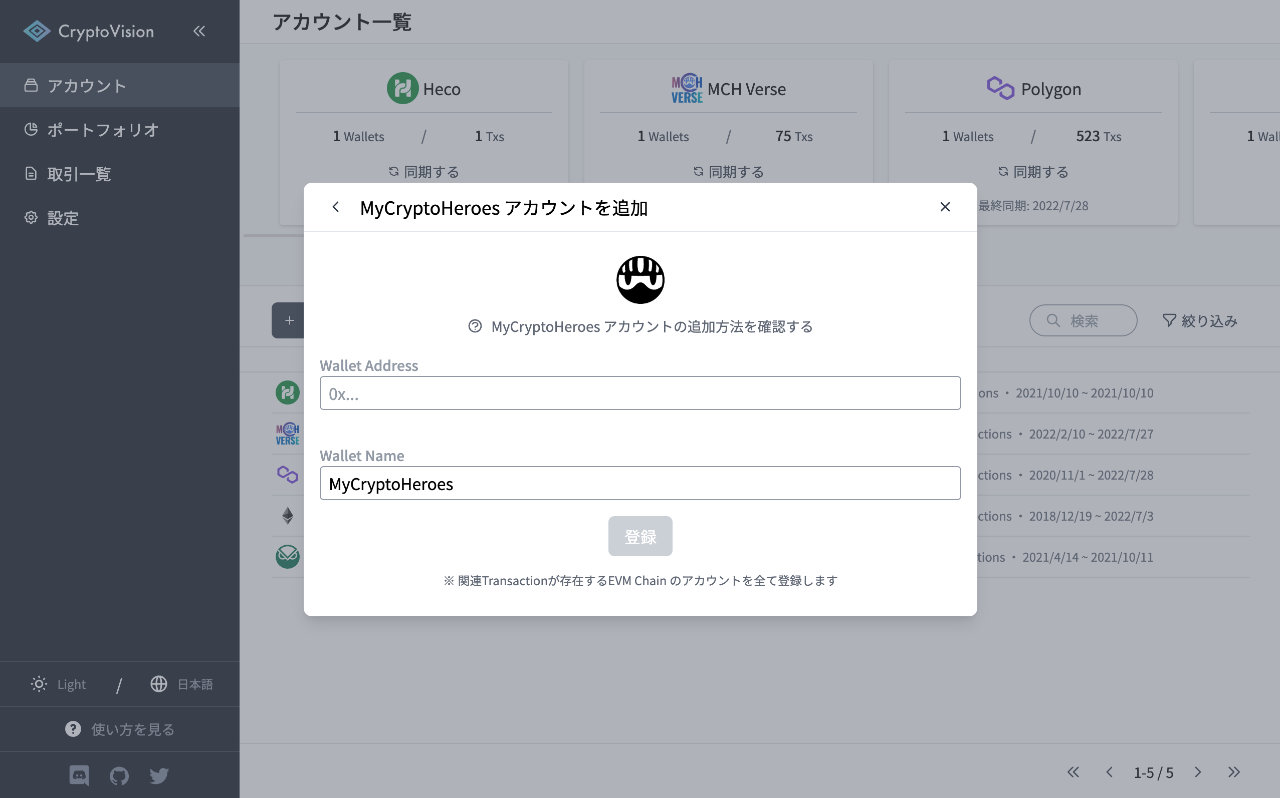 CryptoVision
アカウント
ポートフォリオ
取引一覧
設定
Light / 日本語
使い方を見る
アカウント一覧
Heco
1 Wallets / 1 Txs
同期する
MCH VERSE MCH Verse
1 Wallets / 75 Txs
同期する
Polygon
1 Wallets / 523 Txs
同期する
最終同期: 2022/7/28
1
MyCryptoHeroes アカウントを追加
MyCryptoHeroes アカウントの追加方法を確認する
Wallet Address
0x...
Wallet Name
MyCryptoHeroes
登録
※ 関連Transactionが存在するEVM Chain のアカウントを全て登録します
+
検索
絞り込み
ons ・ 2021/10/10 ~ 2021/10/10
MCH VERSE
ctions ・ 2022/2/10 ~ 2022/7/27
ctions ・ 2020/11/1 ~ 2022/7/28
ctions ・ 2018/12/19 ~ 2022/7/3
tions ・ 2021/4/14 ~ 2021/10/11
1-5 / 5